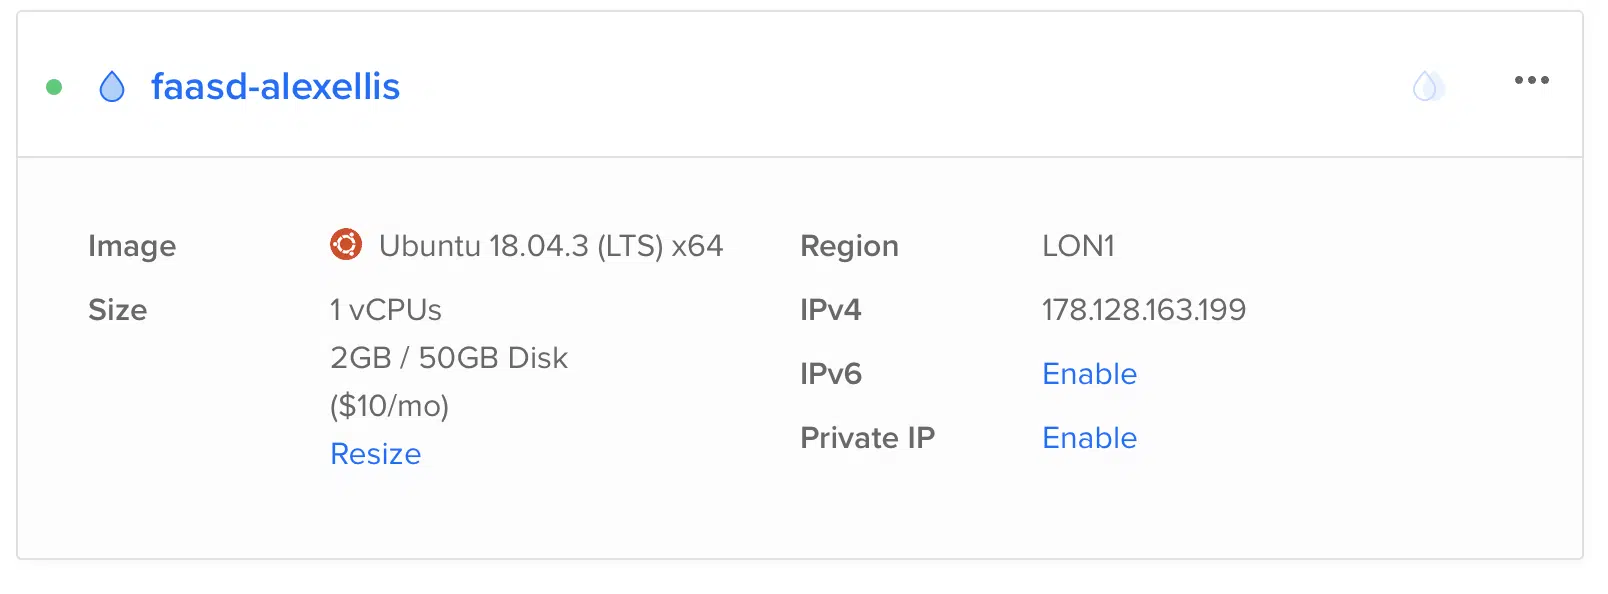 faasd-alexellis
Image
Ubuntu 18.04.3 (LTS) x64
Size
1 vCPUs
2GB / 50GB Disk
($10/mo)
Resize
Region
LON1
IPv4
178.128.163.199
IPv6
Enable
Private IP
Enable